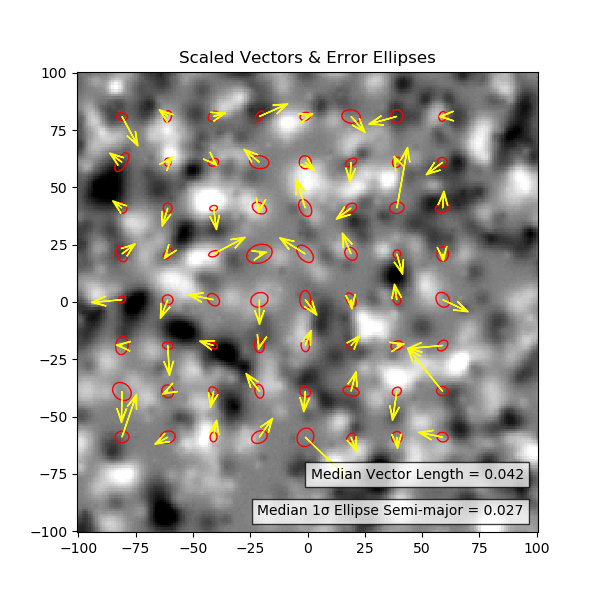 Scaled Vectors & Error Ellipses
100
75
50
25
0
−25
−50
−75
−100
Median Vector Length = 0.042
Median 1σ Ellipse Semi-major = 0.027
−100 −75 −50 −25 0 25 50 75 100